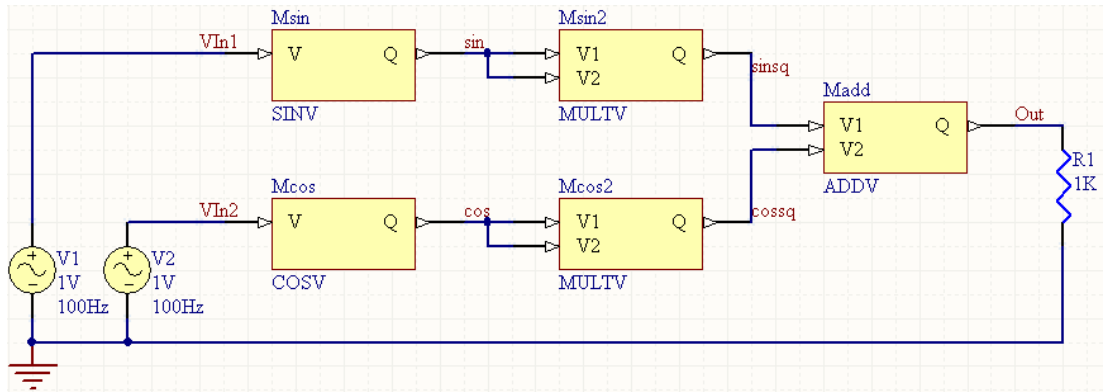 Msin
VIn1
V
Q
SINV
sin
Msin2
V1
V2
Q
MULTV
sinsq
Madd
V1
V2
Q
ADDV
Out
R1
1K
Mcos
VIn2
V
Q
COSV
cos
Mcos2
V1
V2
Q
MULTV
cossq
V1
1V
100Hz
V2
1V
100Hz